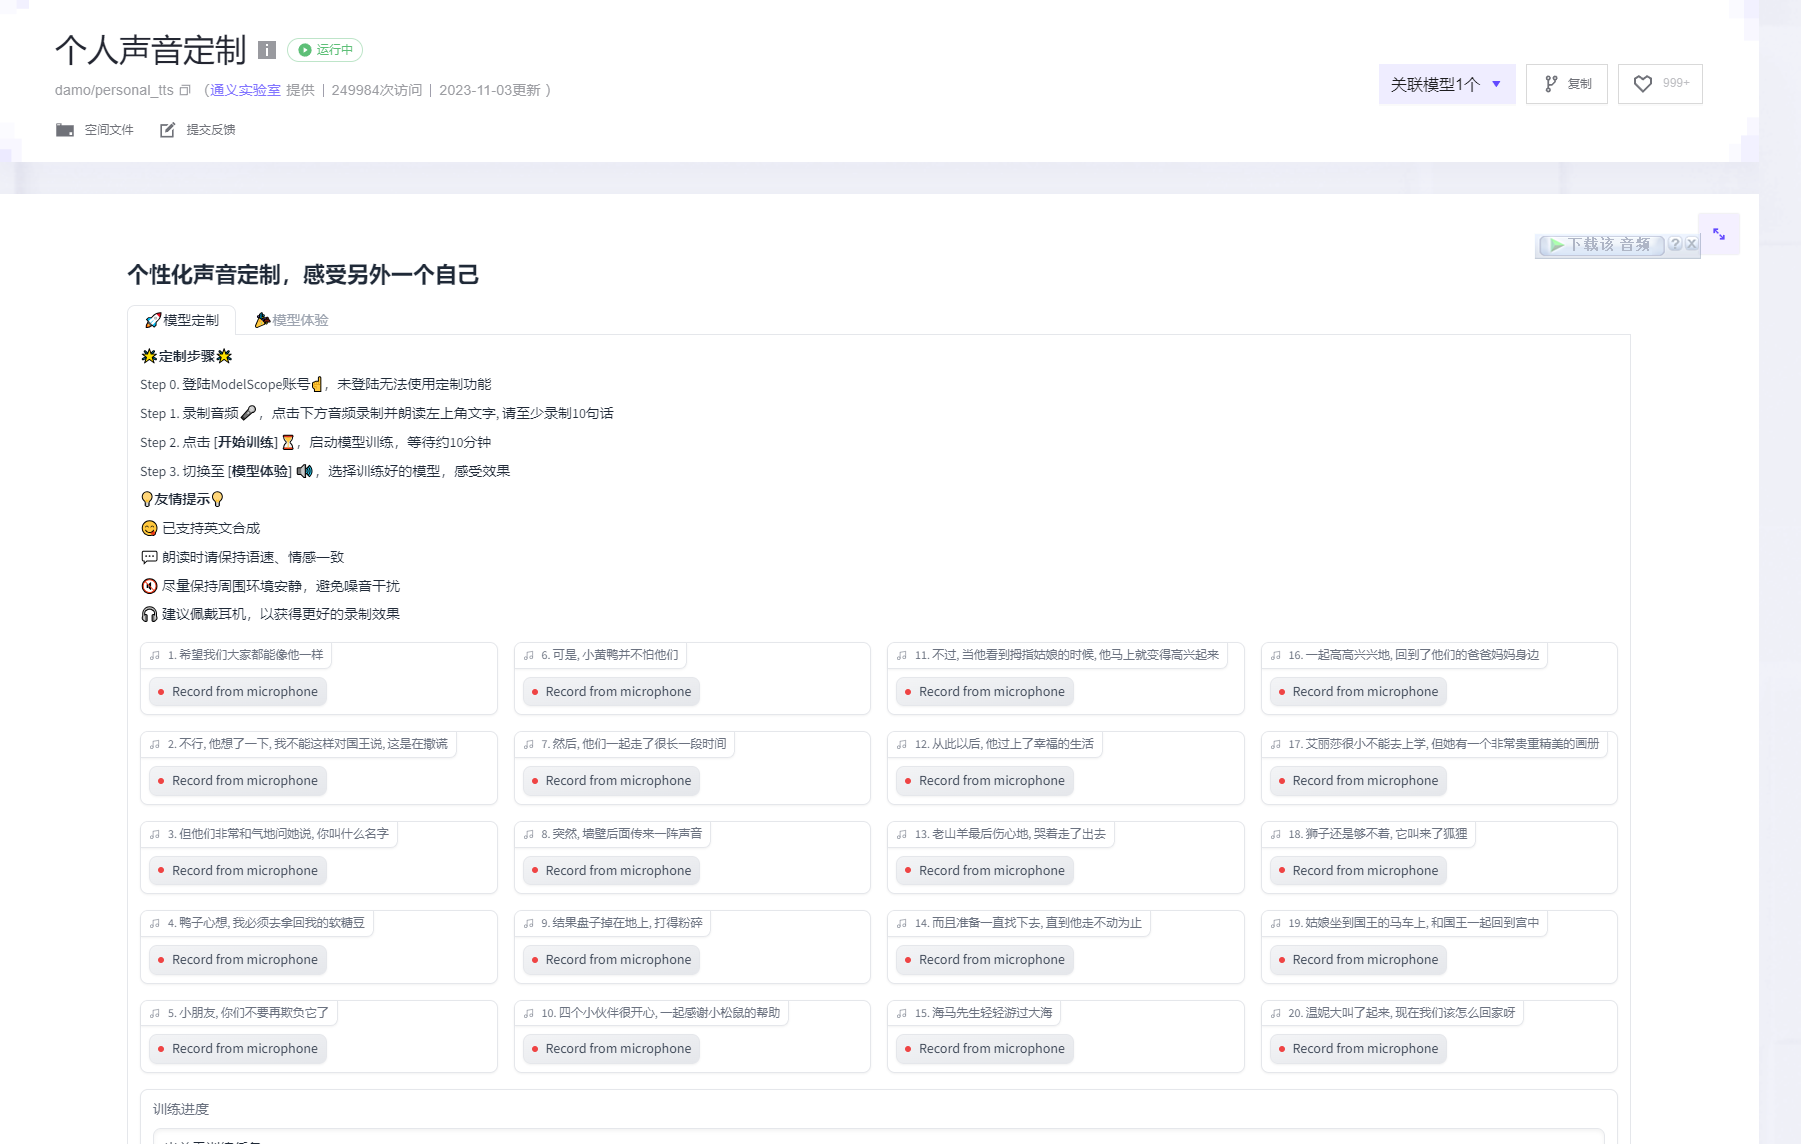 个人声音定制
运行中
damo/personal_tts （通义实验室 提供 | 249984次访问 | 2023-11-03更新 ）
关联模型1个
复制
999+
空间文件 提交反馈
下载该 音频 ? X
个性化声音定制，感受另外一个自己
模型定制 模型体验
定制步骤
Step 0. 登陆ModelScope账号，未登陆无法使用定制功能
Step 1. 录制音频，点击下方音频录制并朗读左上角文字, 请至少录制10句话
Step 2. 点击 [开始训练]，启动模型训练，等待约10分钟
Step 3. 切换至 [模型体验]，选择训练好的模型，感受效果
友情提示
已支持英文合成
朗读时请保持语速、情感一致
尽量保持周围环境安静，避免噪音干扰
建议佩戴耳机，以获得更好的录制效果
1. 希望我们大家都能像他一样
Record from microphone
6. 可是, 小黄鸭并不怕他们
Record from microphone
11. 不过, 当他看到拇指姑娘的时候, 他马上就变得高兴起来
Record from microphone
16. 一起高高兴兴地, 回到了他们的爸爸妈妈身边
Record from microphone
2. 不行, 他想了一下, 我不能这样对国王说, 这是在撒谎
Record from microphone
7. 然后, 他们一起走了很长一段时间
Record from microphone
12. 从此以后, 他过上了幸福的生活
Record from microphone
17. 艾丽莎很小不能去上学, 但她有一个非常贵重精美的画册
Record from microphone
3. 但他们非常和气地问她说, 你叫什么名字
Record from microphone
8. 突然, 墙壁后面传来一阵声音
Record from microphone
13. 老山羊最后伤心地, 哭着走了出去
Record from microphone
18. 狮子还是够不着, 它叫来了狐狸
Record from microphone
4. 鸭子心想, 我必须去拿回我的软糖豆
Record from microphone
9. 结果盘子掉在地上, 打得粉碎
Record from microphone
14. 而且准备一直找下去, 直到他走不动为止
Record from microphone
19. 姑娘坐到国王的马车上, 和国王一起回到宫中
Record from microphone
5. 小朋友, 你们不要再欺负它了
Record from microphone
10. 四个小伙伴很开心, 一起感谢小松鼠的帮助
Record from microphone
15. 海马先生轻轻游过大海
Record from microphone
20. 温妮大叫了起来, 现在我们该怎么回家呀
Record from microphone
训练进度